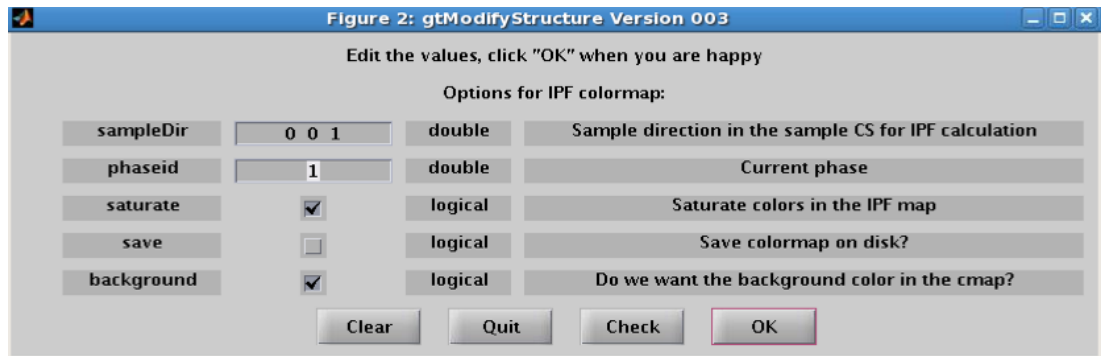 Figure 2: gtModifyStructure Version 003
Edit the values, click "OK" when you are happy
Options for IPF colormap:
sampleDir 0 0 1 double Sample direction in the sample CS for IPF calculation
phaseid 1 double Current phase
saturate logical Saturate colors in the IPF map
save logical Save colormap on disk?
background logical Do we want the background color in the cmap?
Clear Quit Check OK